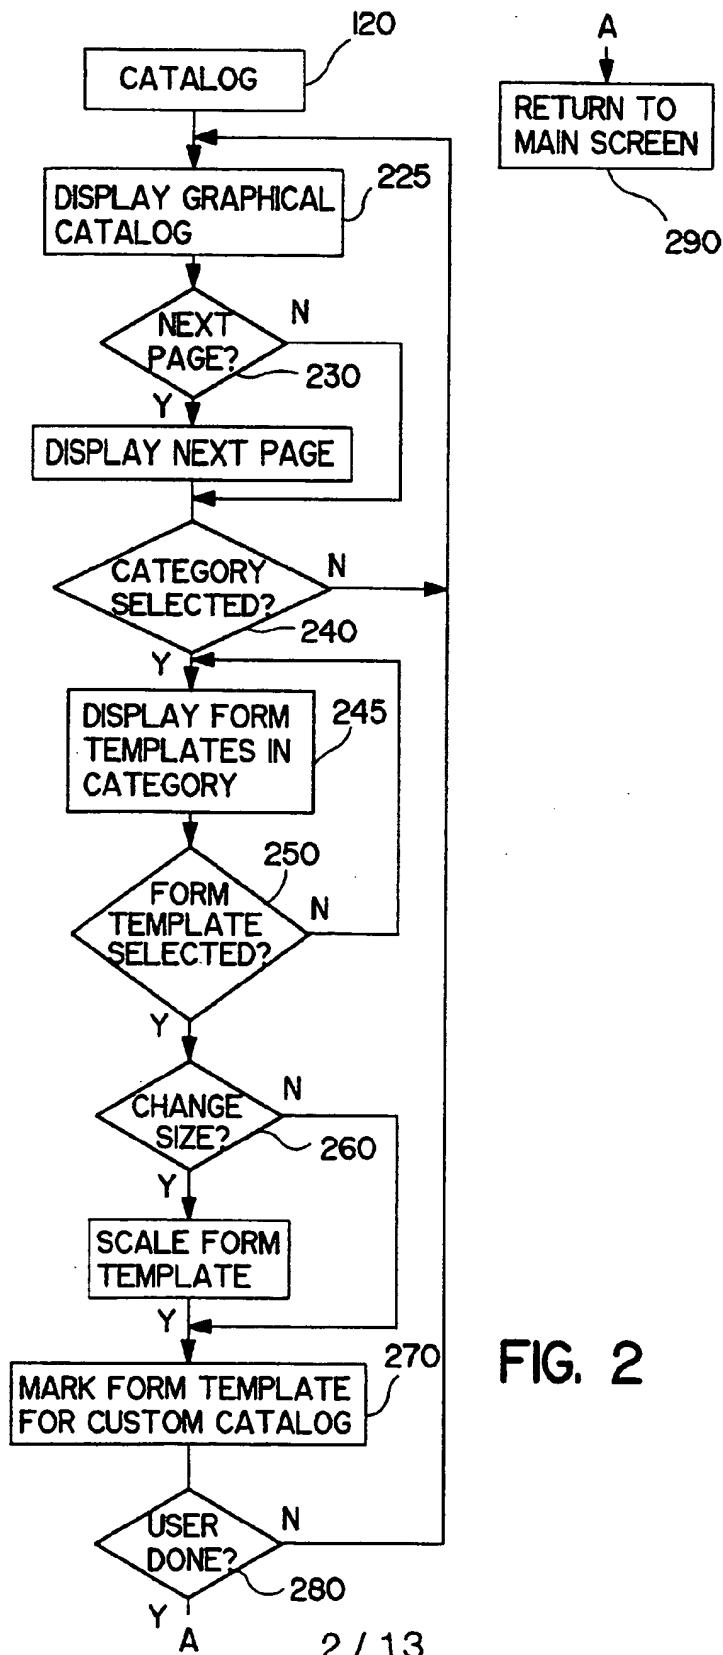 120
CATALOG
A
RETURN TO
MAIN SCREEN
290
225
DISPLAY GRAPHICAL
CATALOG
N
NEXT
PAGE?
230
Y
DISPLAY NEXT PAGE
CATEGORY
SELECTED?
N
240
Y
DISPLAY FORM
TEMPLATES IN
CATEGORY
245
250
FORM
TEMPLATE
SELECTED?
N
Y
N
CHANGE
SIZE?
260
Y
SCALE FORM
TEMPLATE
Y
270
MARK FORM TEMPLATE
FOR CUSTOM CATALOG
FIG. 2
USER
DONE?
N
280
Y
A
2/13